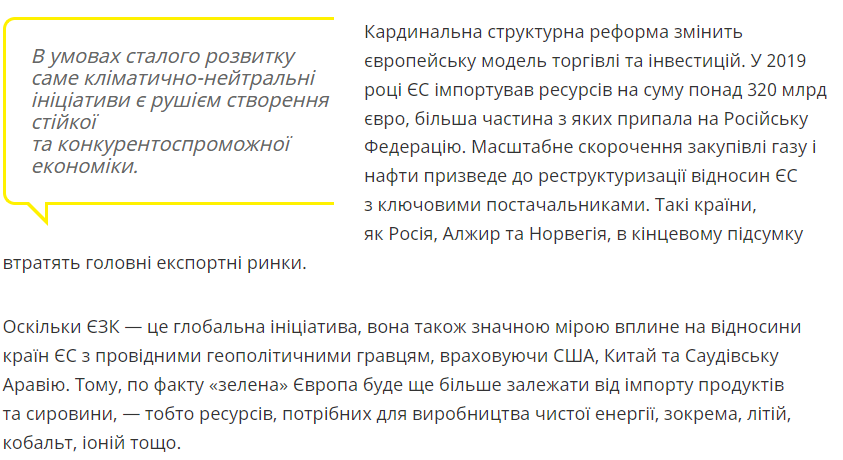 В умовах сталого розвитку
саме кліматично-нейтральні
ініціативи є рушієм створення
стійкої
та конкурентоспроможної
економіки.
Кардинальна структурна реформа змінить
європейську модель торгівлі та інвестицій. У 2019
році ЄС імпортував ресурсів на суму понад 320 млрд
євро, більша частина з яких припала на Російську
Федерацію. Масштабне скорочення закупівлі газу і
нафти призведе до реструктуризації відносин ЄС
з ключовими постачальниками. Такі країни,
як Росія, Алжир та Норвегія, в кінцевому підсумку
втратять головні експортні ринки.
Оскільки ЄЗК — це глобальна ініціатива, вона також значною мірою вплине на відносини
країн ЄС з провідними геополітичними гравцям, враховуючи США, Китай та Саудівську
Аравію. Тому, по факту «зелена» Європа буде ще більше залежати від імпорту продуктів
та сировини, — тобто ресурсів, потрібних для виробництва чистої енергії, зокрема, літій,
кобальт, іоній тощо.